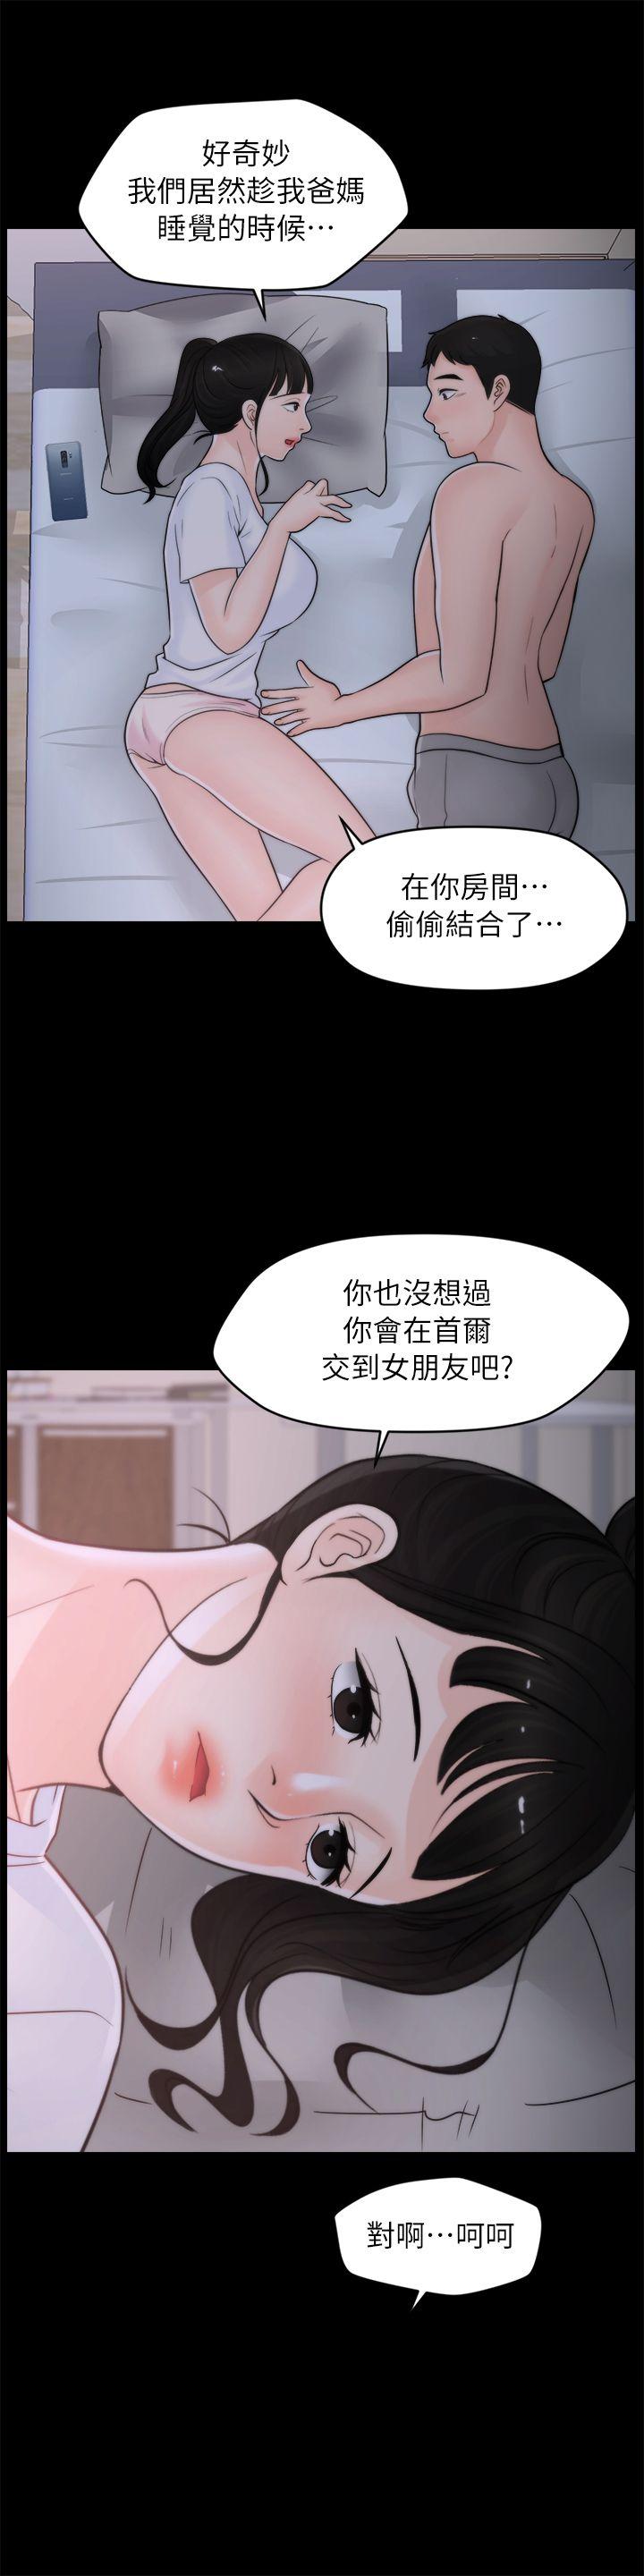 好奇妙
我們居然趁我爸媽
睡覺的時候…
在你房間…
偷偷結合了…
你也沒想過
你會在首爾
交到女朋友吧?
對啊…呵呵